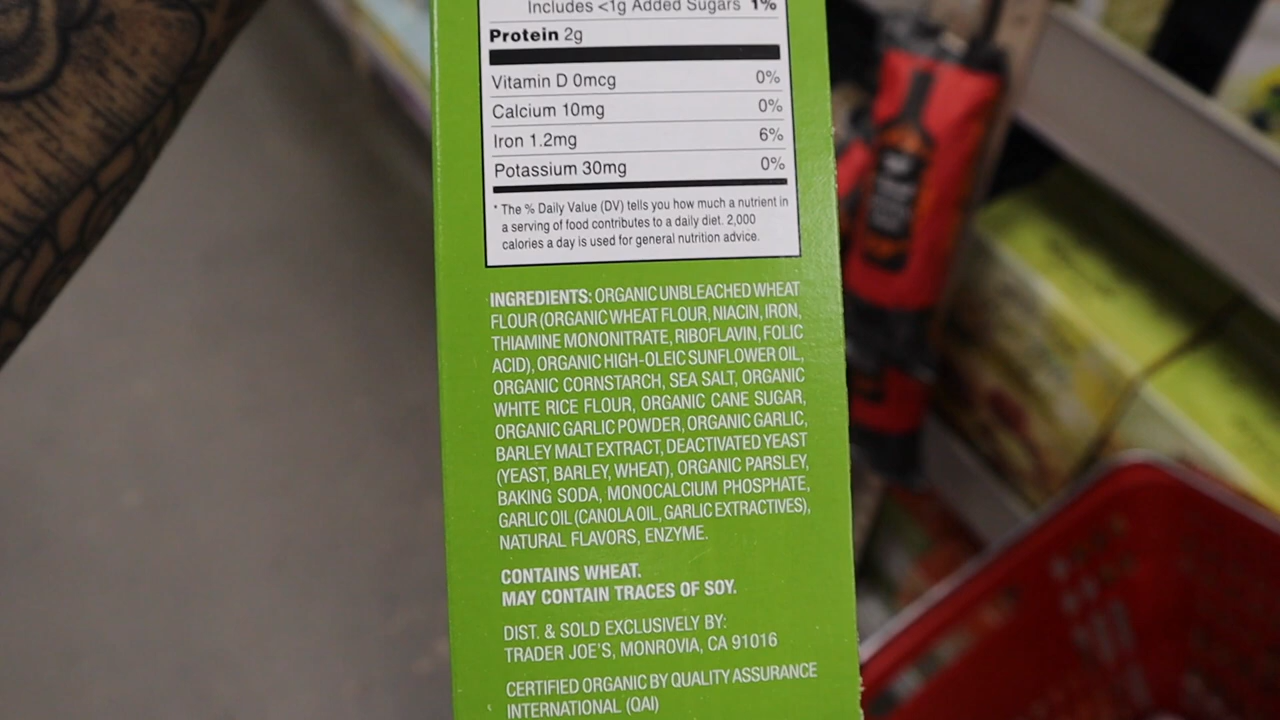 Includes <1g Added Sugars 1%
Protein 2g
Vitamin D 0mcg 0%
Calcium 10mg 0%
Iron 1.2mg 6%
Potassium 30mg 0%
* The % Daily Value (DV) tells you how much a nutrient in
a serving of food contributes to a daily diet. 2,000
calories a day is used for general nutrition advice.
INGREDIENTS: ORGANIC UNBLEACHED WHEAT
FLOUR (ORGANIC WHEAT FLOUR, NIACIN, IRON,
THIAMINE MONONITRATE, RIBOFLAVIN, FOLIC
ACID), ORGANIC HIGH-OLEIC SUNFLOWER OIL,
ORGANIC CORNSTARCH, SEA SALT, ORGANIC
WHITE RICE FLOUR, ORGANIC CANE SUGAR,
ORGANIC GARLIC POWDER, ORGANIC GARLIC,
BARLEY MALT EXTRACT, DEACTIVATED YEAST
(YEAST, BARLEY, WHEAT), ORGANIC PARSLEY,
BAKING SODA, MONOCALCIUM PHOSPHATE,
GARLIC OIL (CANOLA OIL, GARLIC EXTRACTIVES),
NATURAL FLAVORS, ENZYME.
CONTAINS WHEAT.
MAY CONTAIN TRACES OF SOY.
DIST. & SOLD EXCLUSIVELY BY:
TRADER JOE'S, MONROVIA, CA 91016
CERTIFIED ORGANIC BY QUALITY ASSURANCE
INTERNATIONAL (QAI)